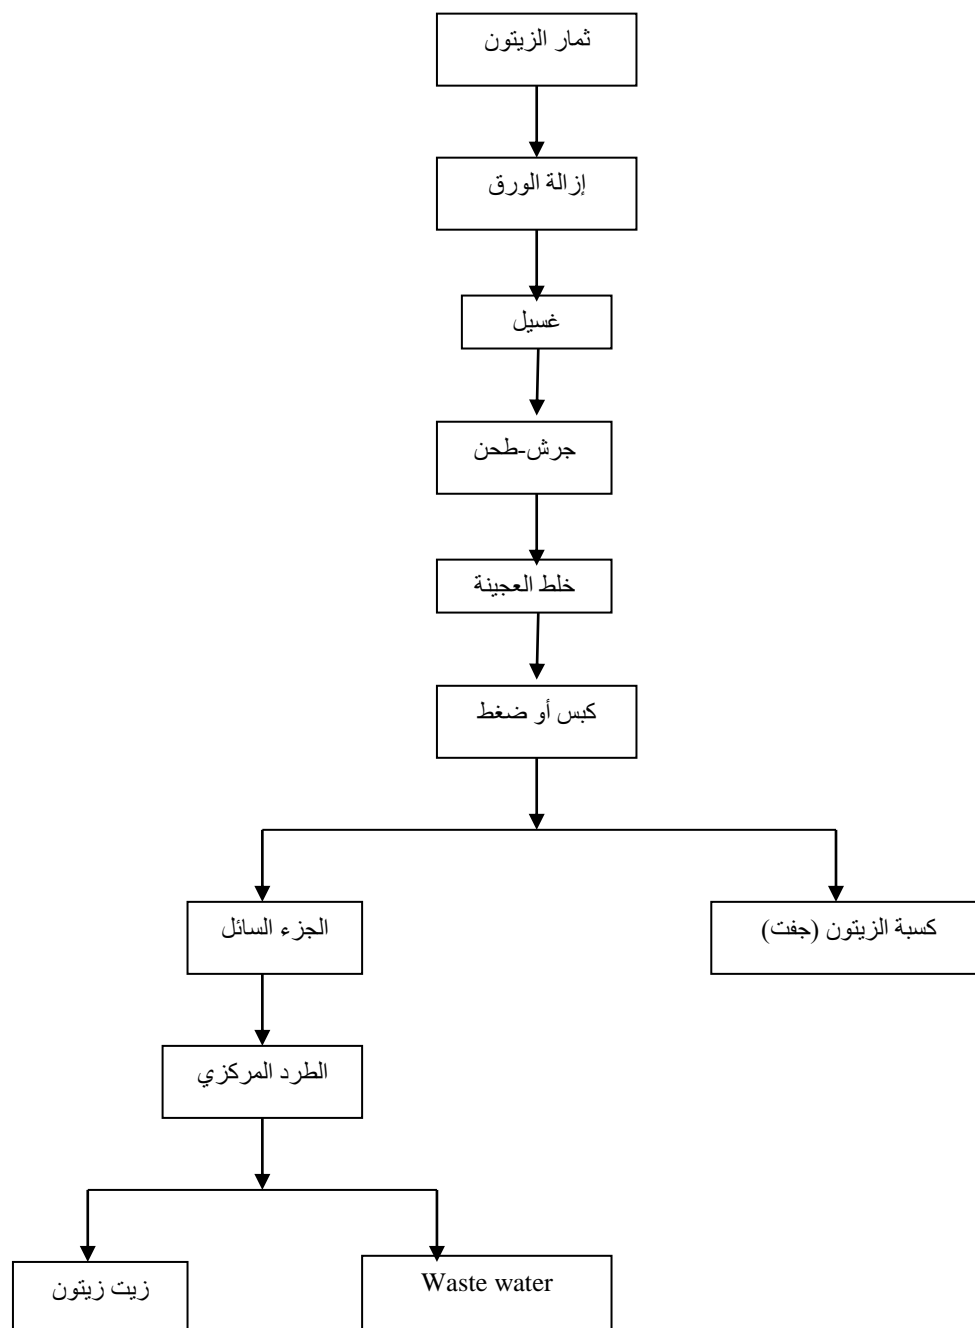 ثمار الزيتون
إزالة الورق
غسيل
جرش-طحن
خلط العجينة
كبس أو ضغط
كسبة الزيتون (جفت)
الجزء السائل
الطرد المركزي
Waste water
زيت زيتون